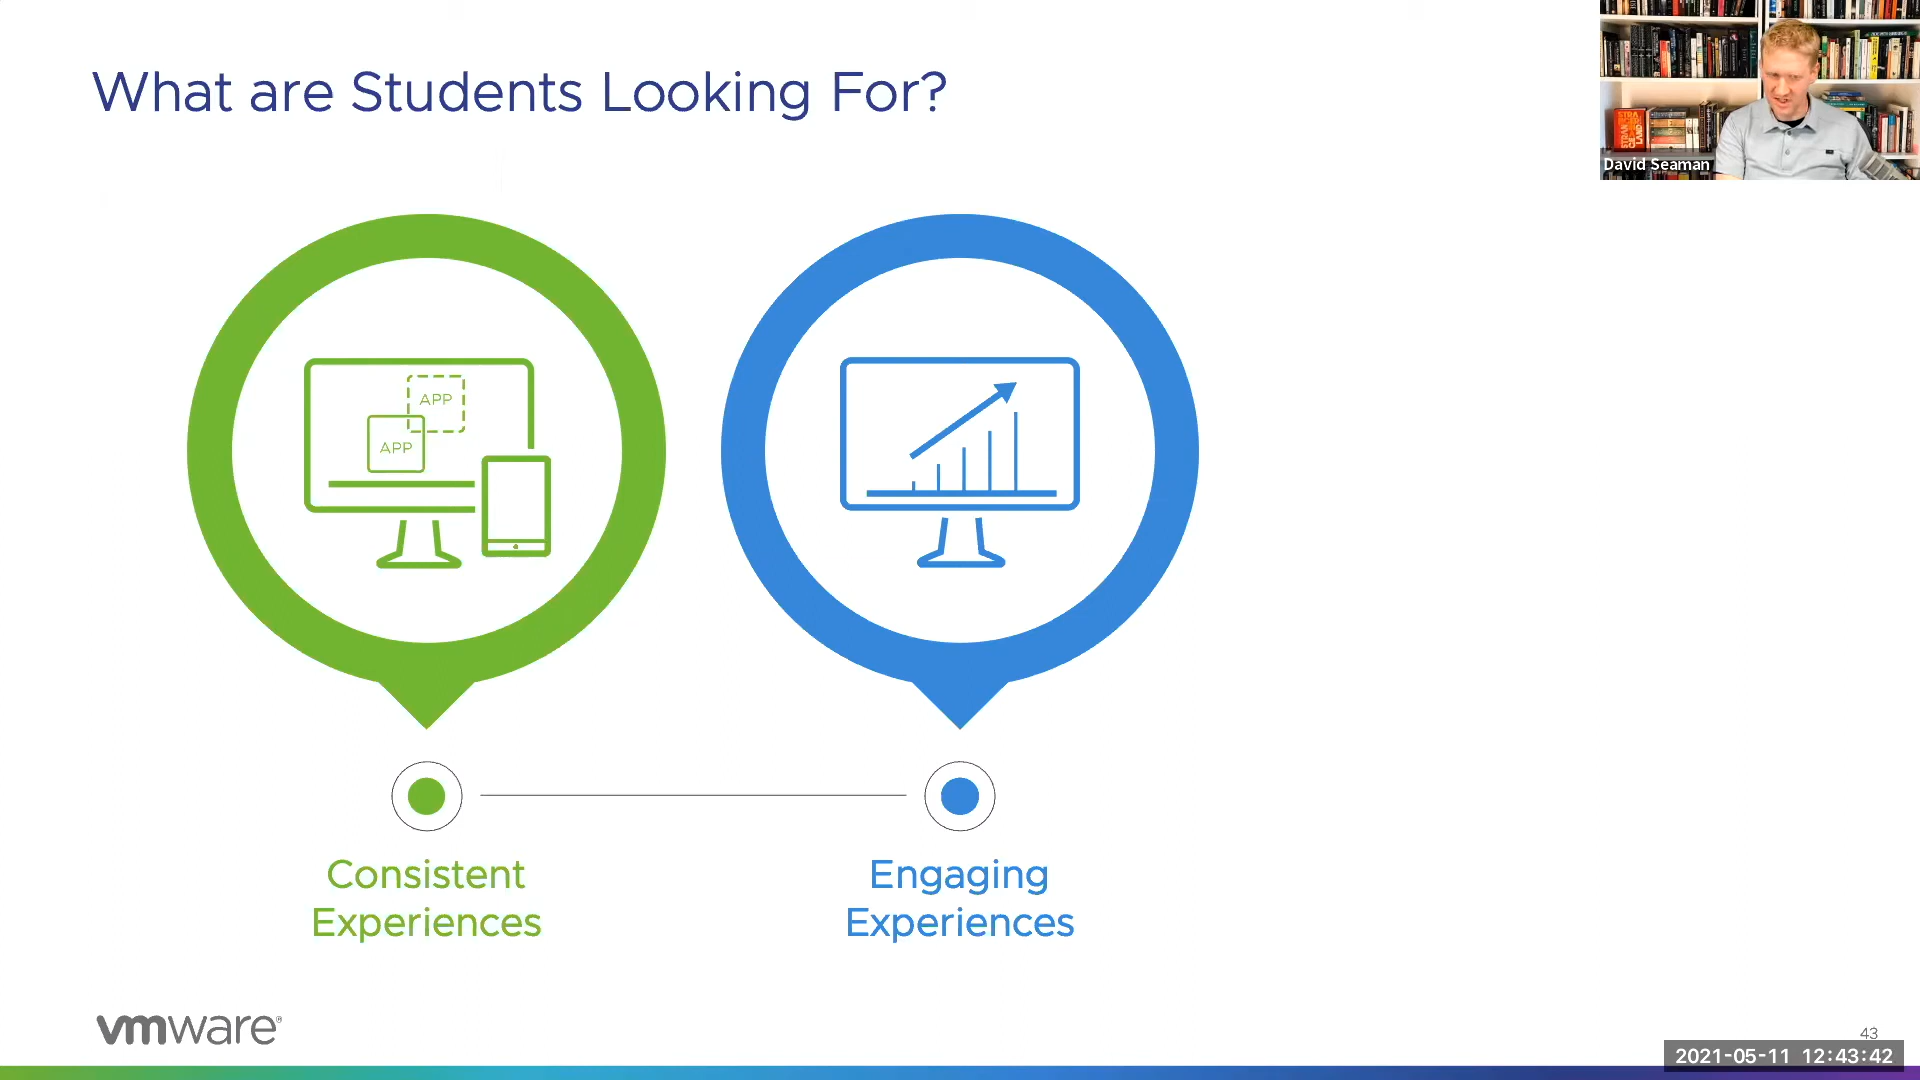 What are Students Looking For?
David Seaman
APP
APP
Consistent
Experiences
Engaging
Experiences
vmware®
43
2021-05-11 12:43:42